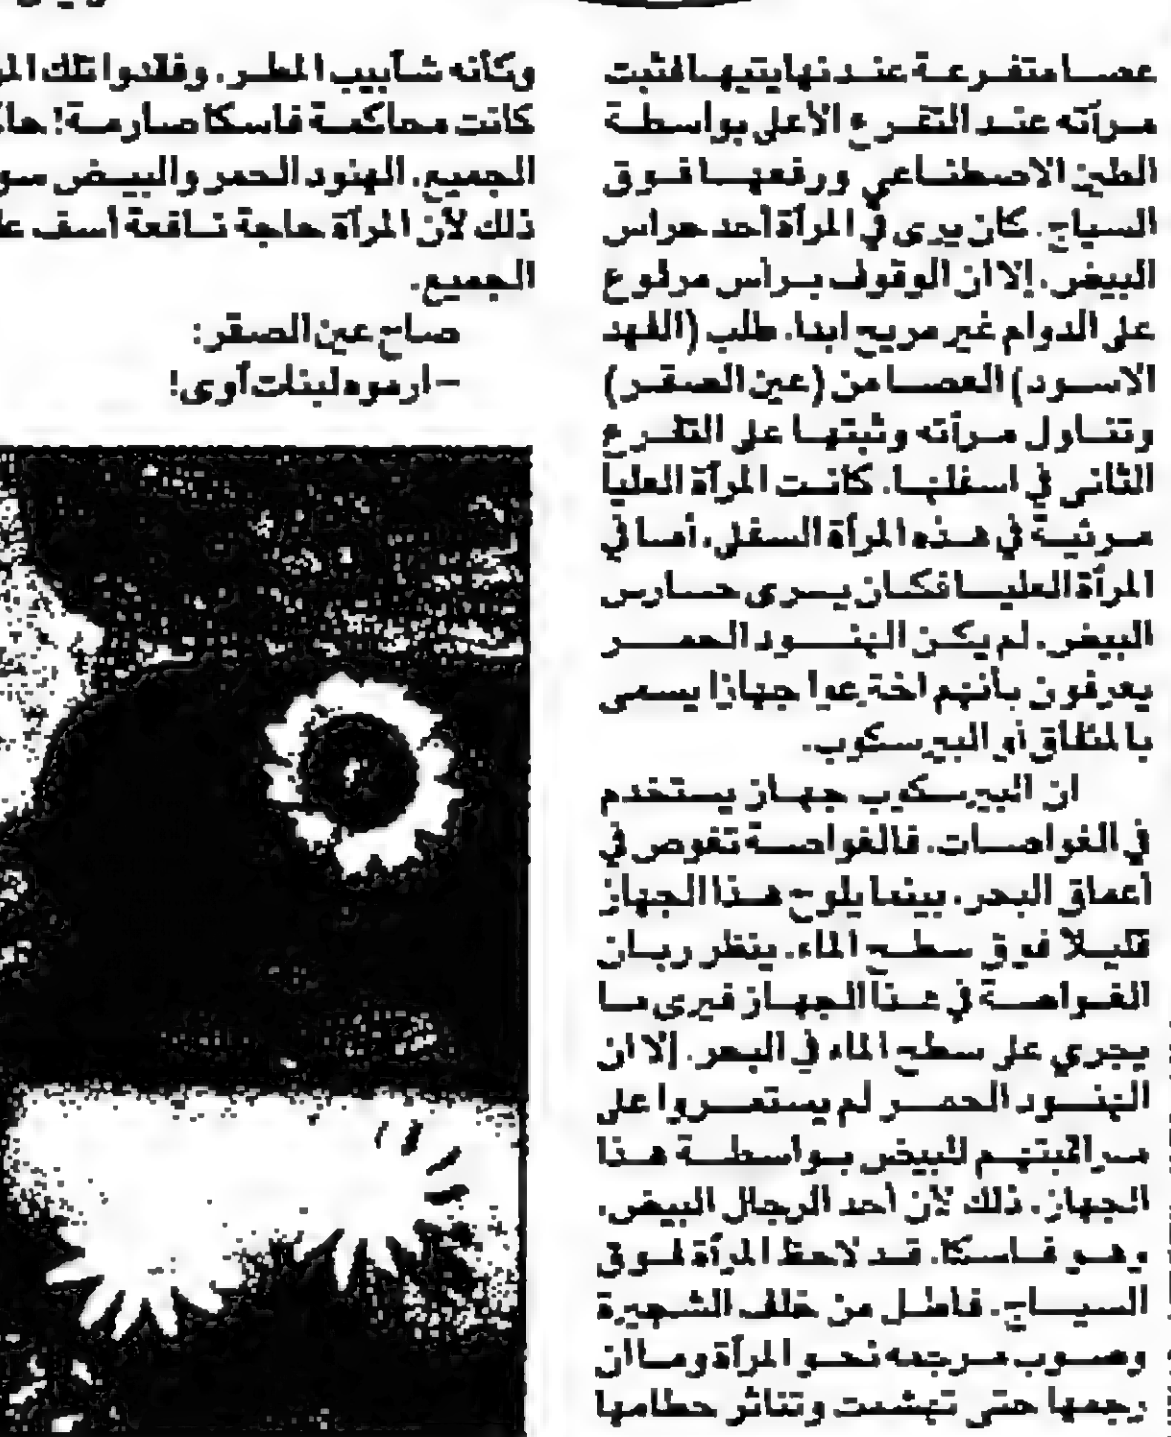 عصا متفرعة عند نهايتيها فثبت
مرآته عند التفرع الأعلى بواسطة
الطين الاصطناعي ورفعها فوق
السياج. كان يرى في المرآة أحد حراس
البيض. إلا ان الوقوف برأس مرفوع
على الدوام غير مريح ابدا. طلب (الفهد
الاسود) العصا من (عين الصقر)
وتناول مرآته وثبتها على التفرع
الثاني في اسفلها. كانت المرآة العليا
مرئية في هذه المرآة السفلى. أما في
المرآة العليا فكان يرى حارس
البيض. لم يكن الهنود الحمر
يعرفون بأنهم اخترعوا جهازا يسمى
بالمثفاق أو البيرسكوب.
ان البيرسكوب جهاز يستخدم
في الغواصات. فالغواصة تغوص في
أعماق البحر. بينما يلوح هذا الجهاز
قليلا فوق سطح الماء. ينظر ربان
الغواصة في هذا الجهاز فيرى ما
يجري على سطح الماء في البحر. إلا ان
الهنود الحمر لم يستمروا على
مراقبتهم للبيض بواسطة هذا
الجهاز. ذلك لأن أحد الرجال البيض.
وهو فاسكا. قد لاحظ المرآة فوق
السياج. فاطل من خلف الشجيرة
وصوب مرجمه نحو المرآة وما ان
رجمها حتى تهشمت وتناثر حطامها
وكأنه شآبيب المطر. وفقدوا تلك
كانت محاكمة فاسكا صارمة!
الجميع. الهنود الحمر والبيض
ذلك لأن المرآة حاجة نافعة أسف
الجميع.
صاح عين الصقر:
– ارموه لبنات آوى!